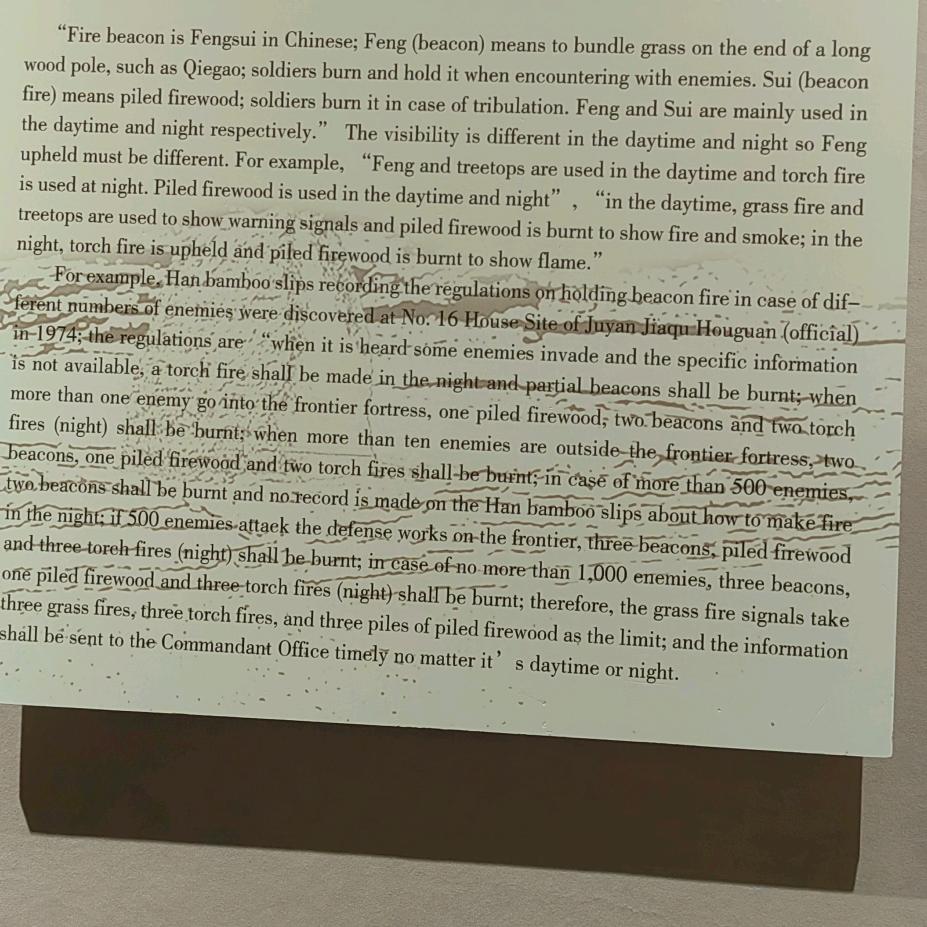 “Fire beacon is Fengsui in Chinese; Feng (beacon) means to bundle grass on the end of a long
wood pole, such as Qiegao; soldiers burn and hold it when encountering with enemies. Sui (beacon
fire) means piled firewood; soldiers burn it in case of tribulation. Feng and Sui are mainly used in
the daytime and night respectively.” The visibility is different in the daytime and night so Feng
upheld must be different. For example, “Feng and treetops are used in the daytime and torch fire
is used at night. Piled firewood is used in the daytime and night” , “in the daytime, grass fire and
treetops are used to show warning signals and piled firewood is burnt to show fire and smoke; in the
night, torch fire is upheld and piled firewood is burnt to show flame.”
For example, Han bamboo slips recording the regulations on holding beacon fire in case of dif–
ferent numbers of enemies were discovered at No. 16 House Site of Juyan Jiaqu Houguan (official)
in 1974; the regulations are “when it is heard some enemies invade and the specific information
is not available, a torch fire shall be made in the night and partial beacons shall be burnt; when
more than one enemy go into the frontier fortress, one piled firewood, two beacons and two torch
fires (night) shall be burnt; when more than ten enemies are outside the frontier fortress, two
beacons, one piled firewood and two torch fires shall be burnt; in case of more than 500 enemies,
two beacons shall be burnt and no record is made on the Han bamboo slips about how to make fire
in the night; if 500 enemies attack the defense works on the frontier, three beacons, piled firewood
and three torch fires (night) shall be burnt; in case of no more than 1,000 enemies, three beacons,
one piled firewood and three torch fires (night) shall be burnt; therefore, the grass fire signals take
three grass fires, three torch fires, and three piles of piled firewood as the limit; and the information
shall be sent to the Commandant Office timely no matter it’ s daytime or night.